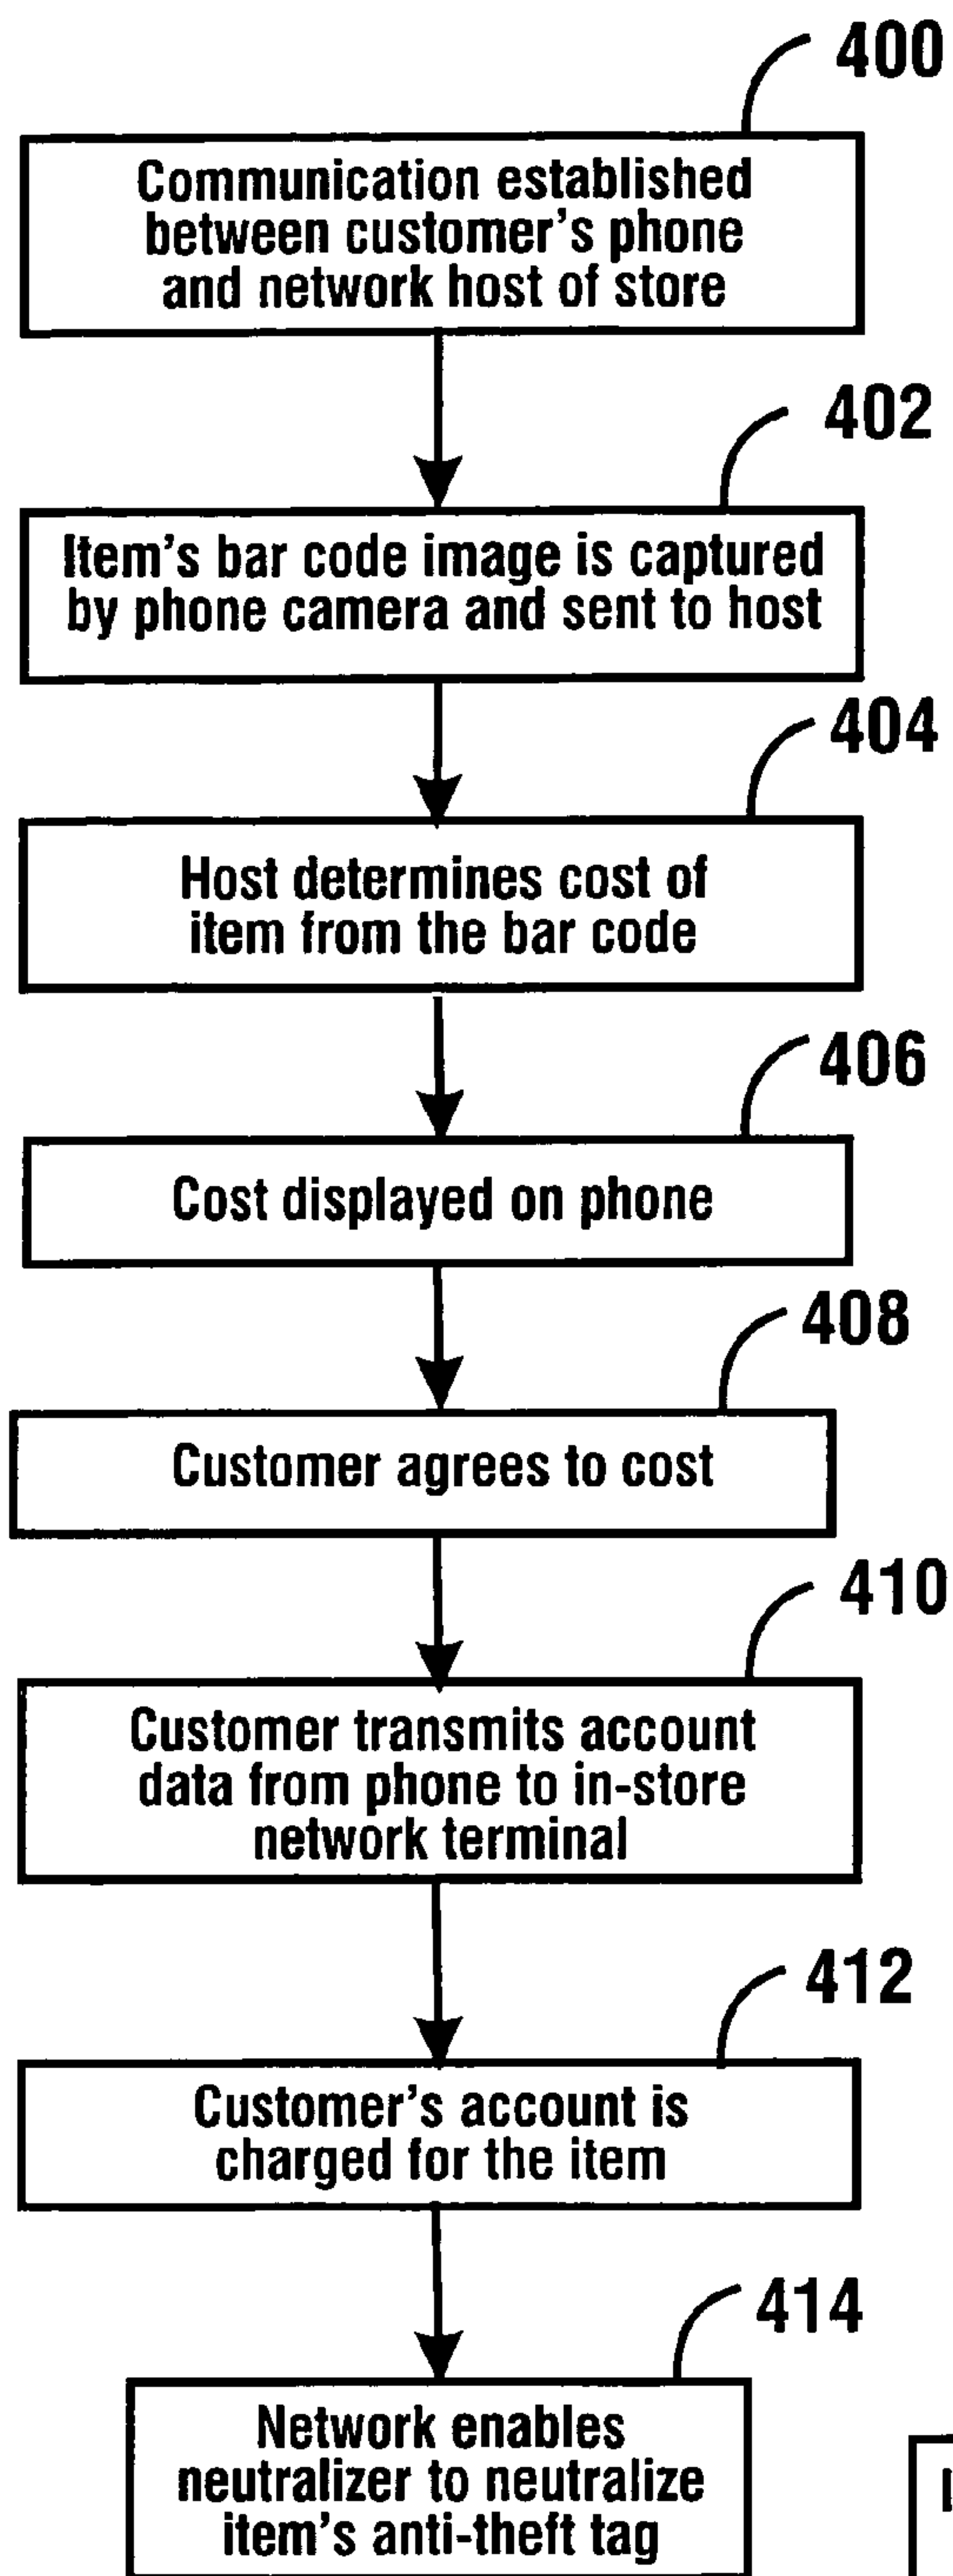 400
Communication established
between customer's phone
and network host of store
402
Item's bar code image is captured
by phone camera and sent to host
404
Host determines cost of
item from the bar code
406
Cost displayed on phone
408
Customer agrees to cost
410
Customer transmits account
data from phone to in-store
network terminal
412
Customer's account is
charged for the item
414
Network enables
neutralizer to neutralize
item's anti-theft tag